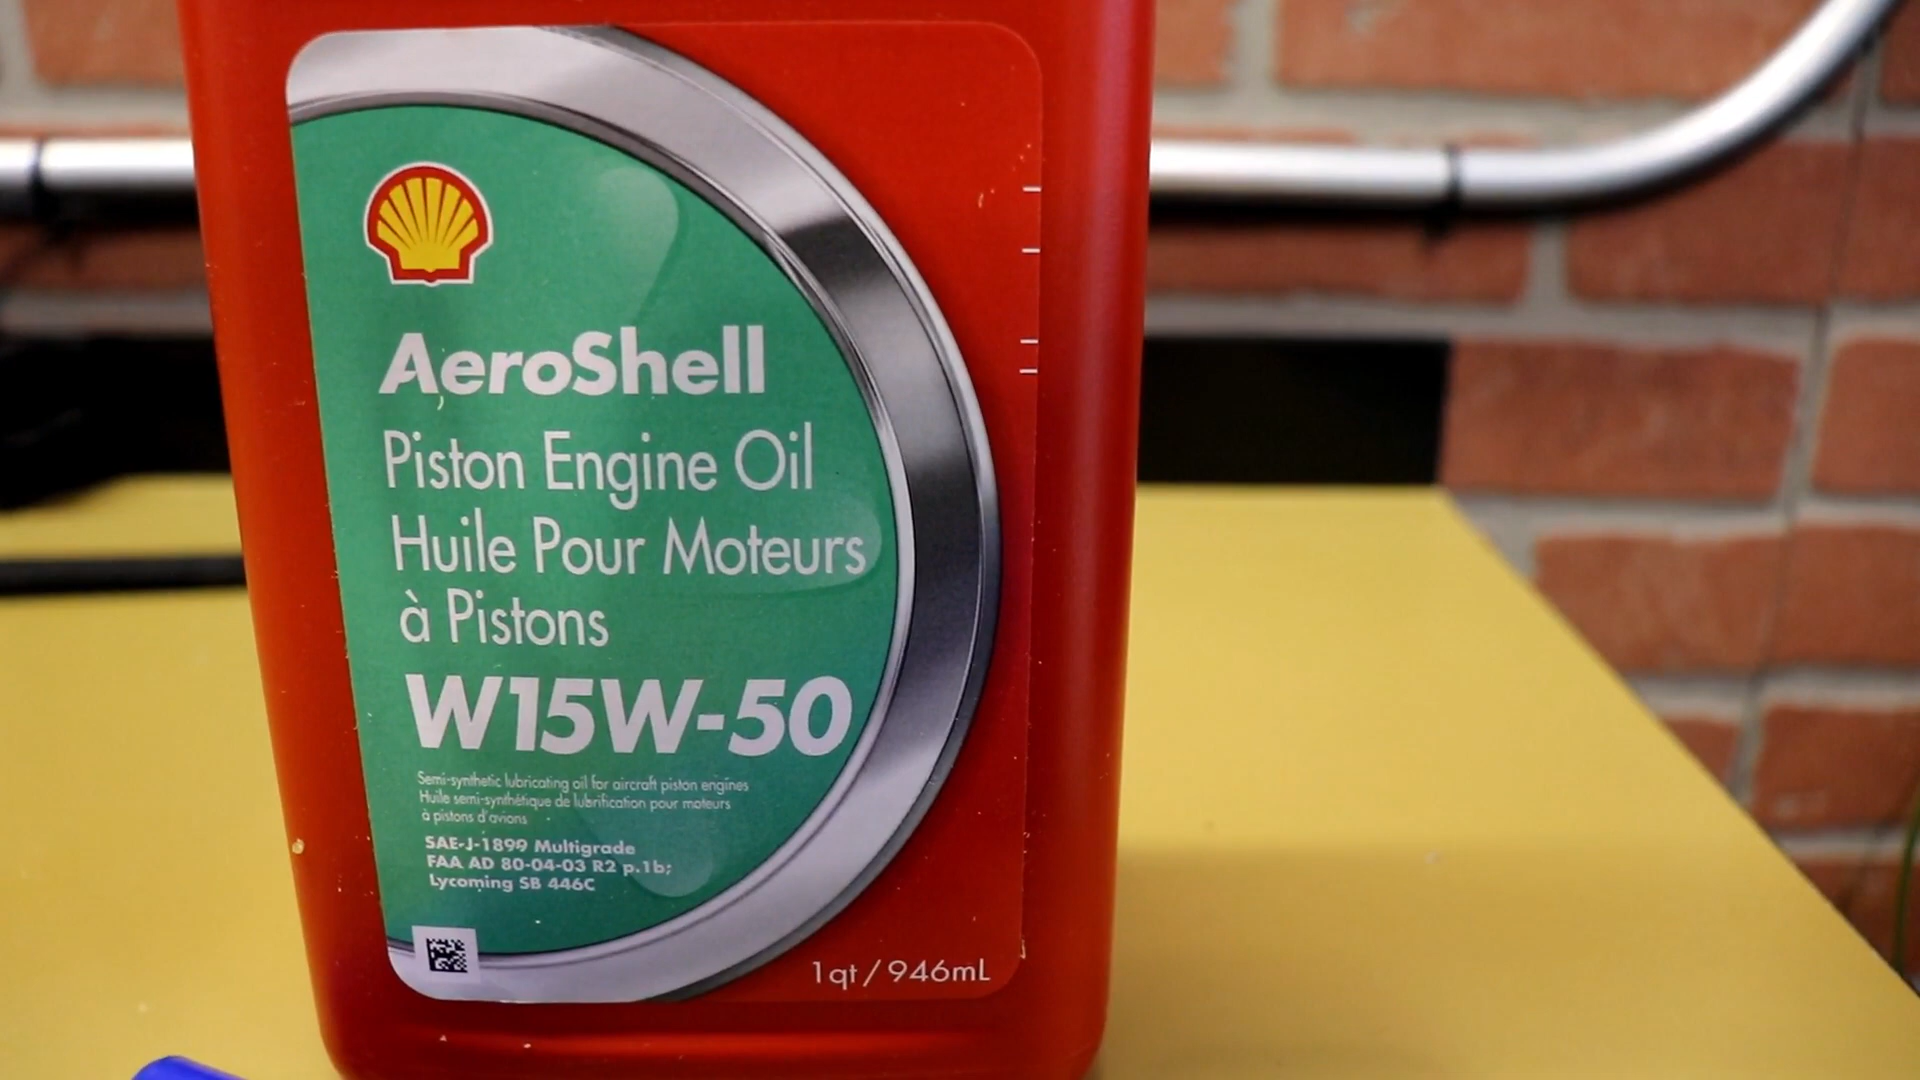 AeroShell
Piston Engine Oil
Huile Pour Moteurs
à Pistons
W15W-50
Semi-synthetic lubricating oil for aircraft piston engines
Huile semi-synthétique de lubrification pour moteurs
à pistons d'avions
SAE-J-1899 Multigrade
FAA AD 80-04-03 R2 p.1b;
Lycoming SB 446C
1qt / 946mL